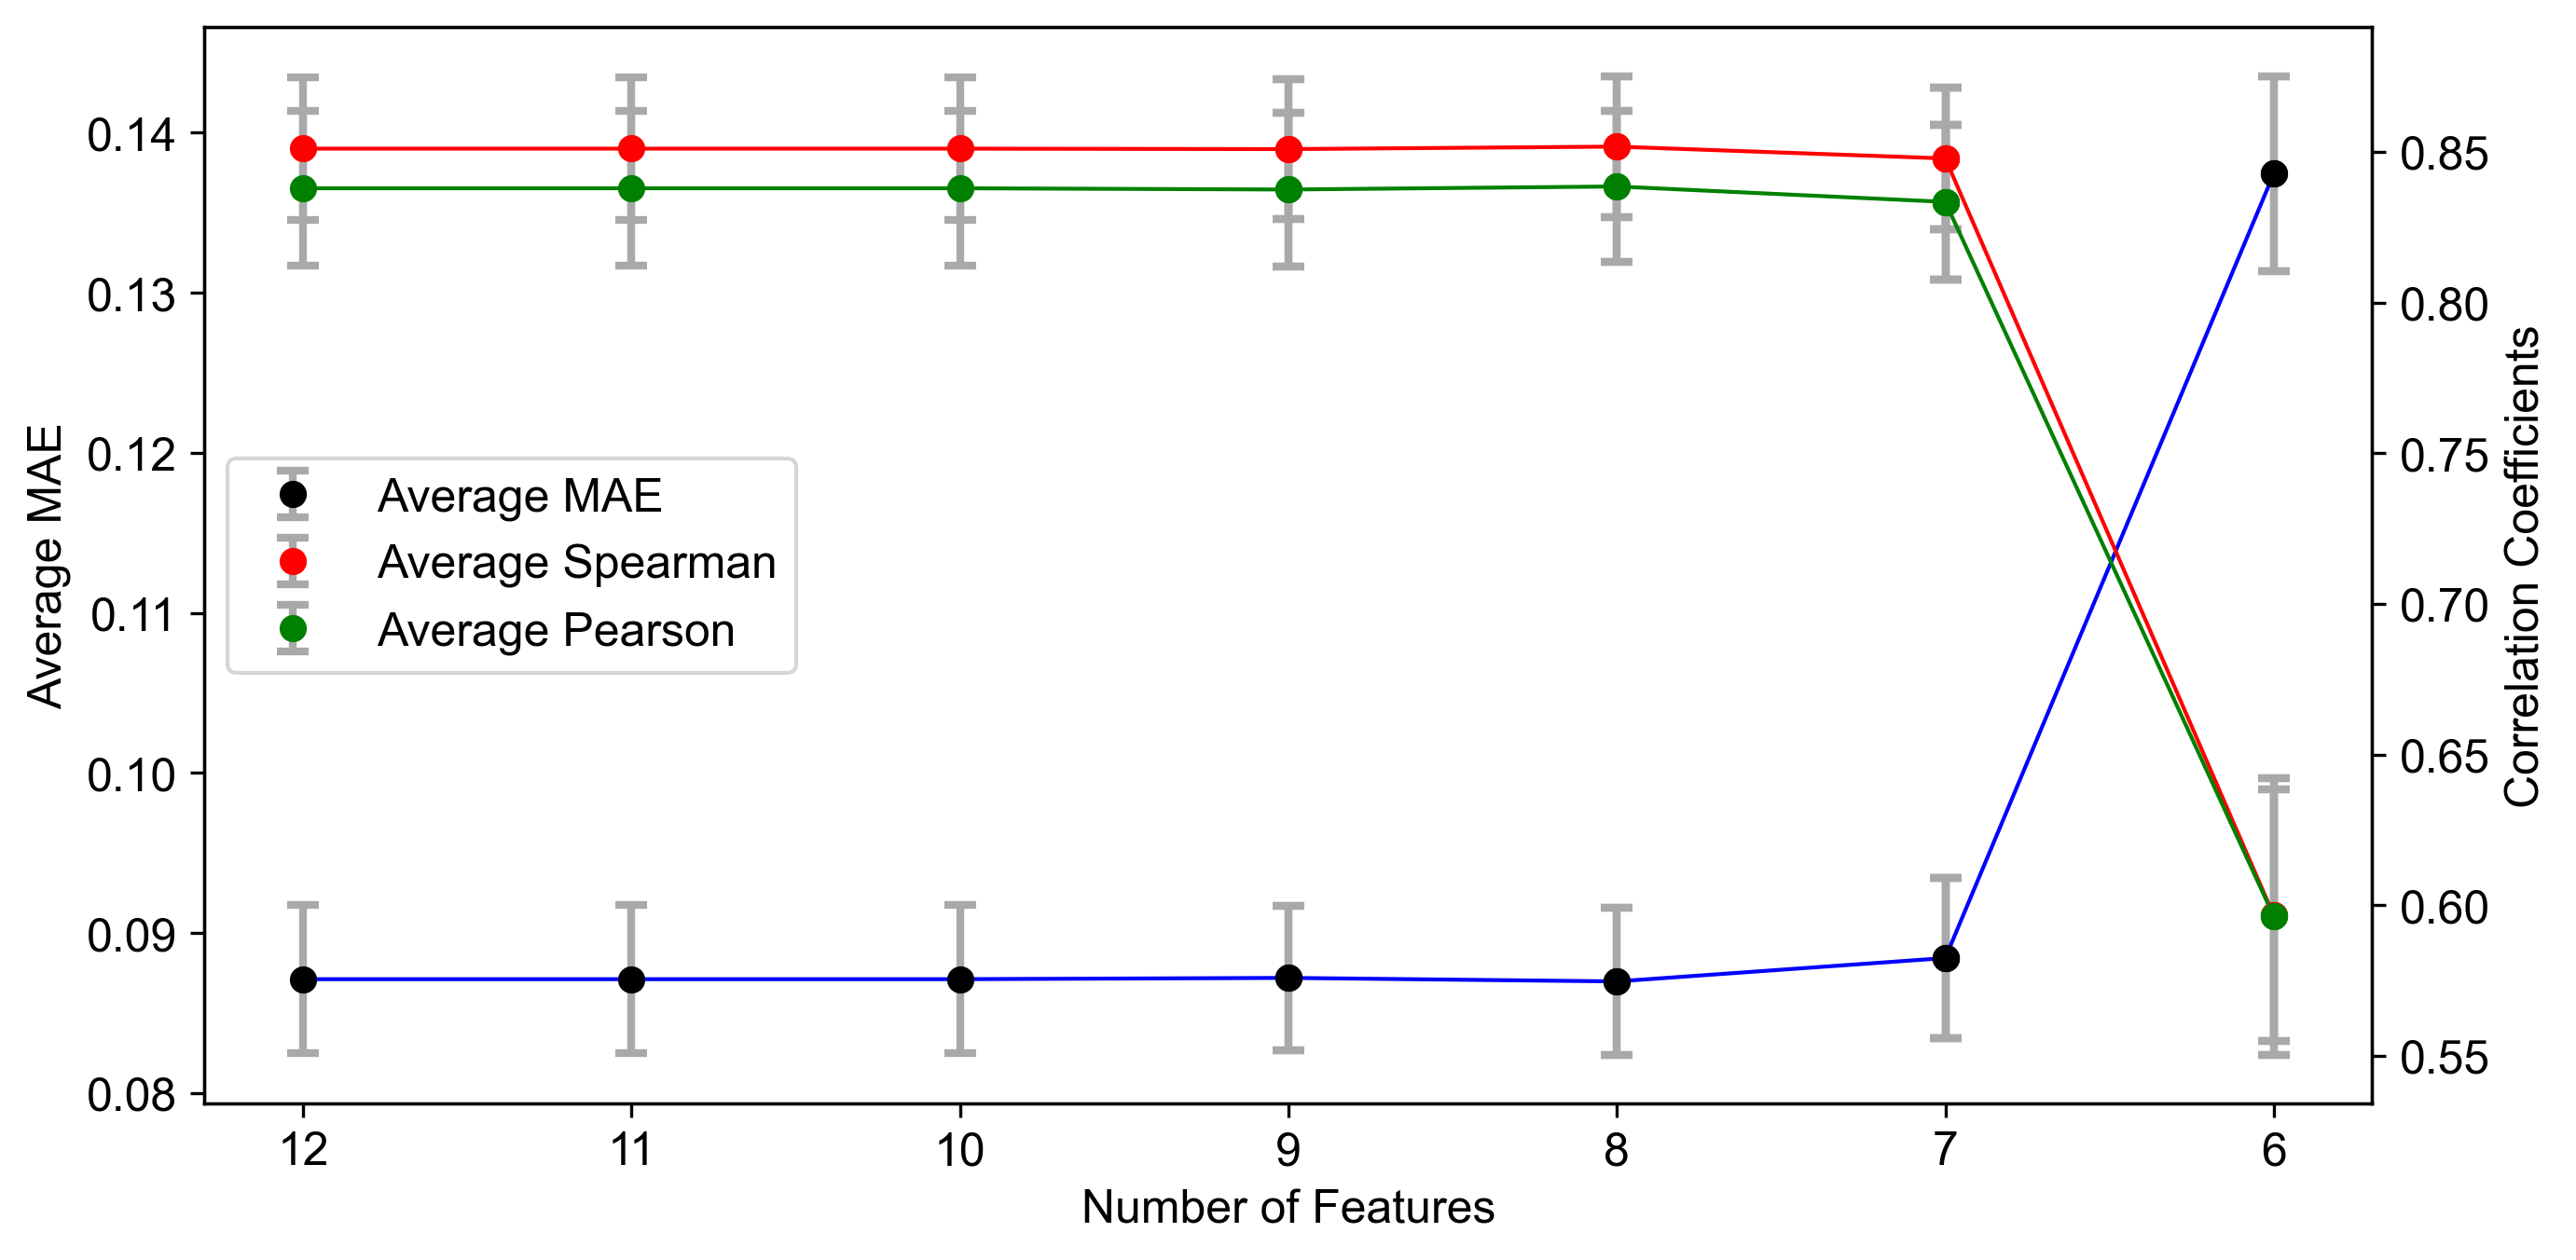 Average MAE
0.14
0.13
0.12
0.11
0.10
0.09
0.08
Average MAE
Average Spearman
Average Pearson
0.85
0.80
0.75
0.70
0.65
0.60
0.55
Correlation Coefficients
12 11 10 9 8 7 6
Number of Features